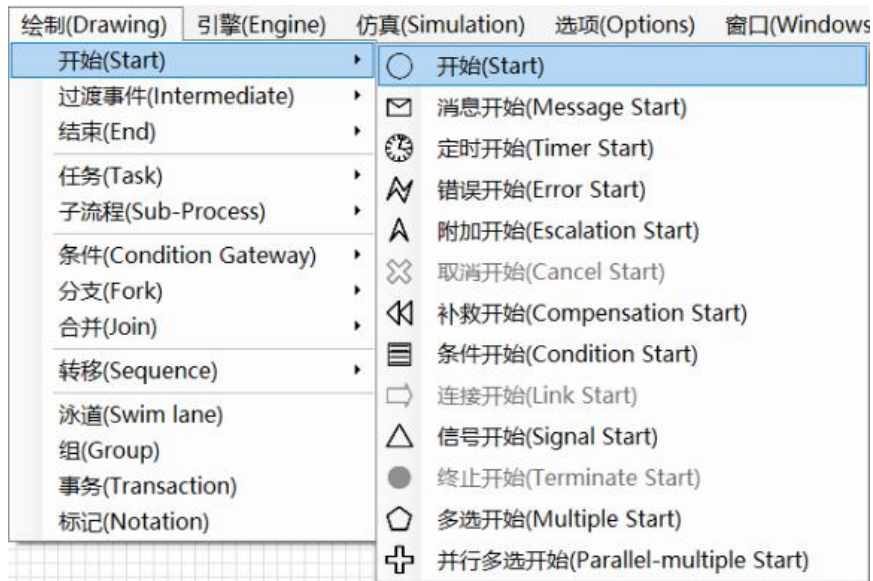 绘制(Drawing) 引擎(Engine) 仿真(Simulation) 选项(Options) 窗口(Windows
开始(Start)
过渡事件(Intermediate)
结束(End)
任务(Task)
子流程(Sub-Process)
条件(Condition Gateway)
分支(Fork)
合并(Join)
转移(Sequence)
泳道(Swim lane)
组(Group)
事务(Transaction)
标记(Notation)
开始(Start)
消息开始(Message Start)
定时开始(Timer Start)
错误开始(Error Start)
附加开始(Escalation Start)
取消开始(Cancel Start)
补救开始(Compensation Start)
条件开始(Condition Start)
连接开始(Link Start)
信号开始(Signal Start)
终止开始(Terminate Start)
多选开始(Multiple Start)
并行多选开始(Parallel-multiple Start)